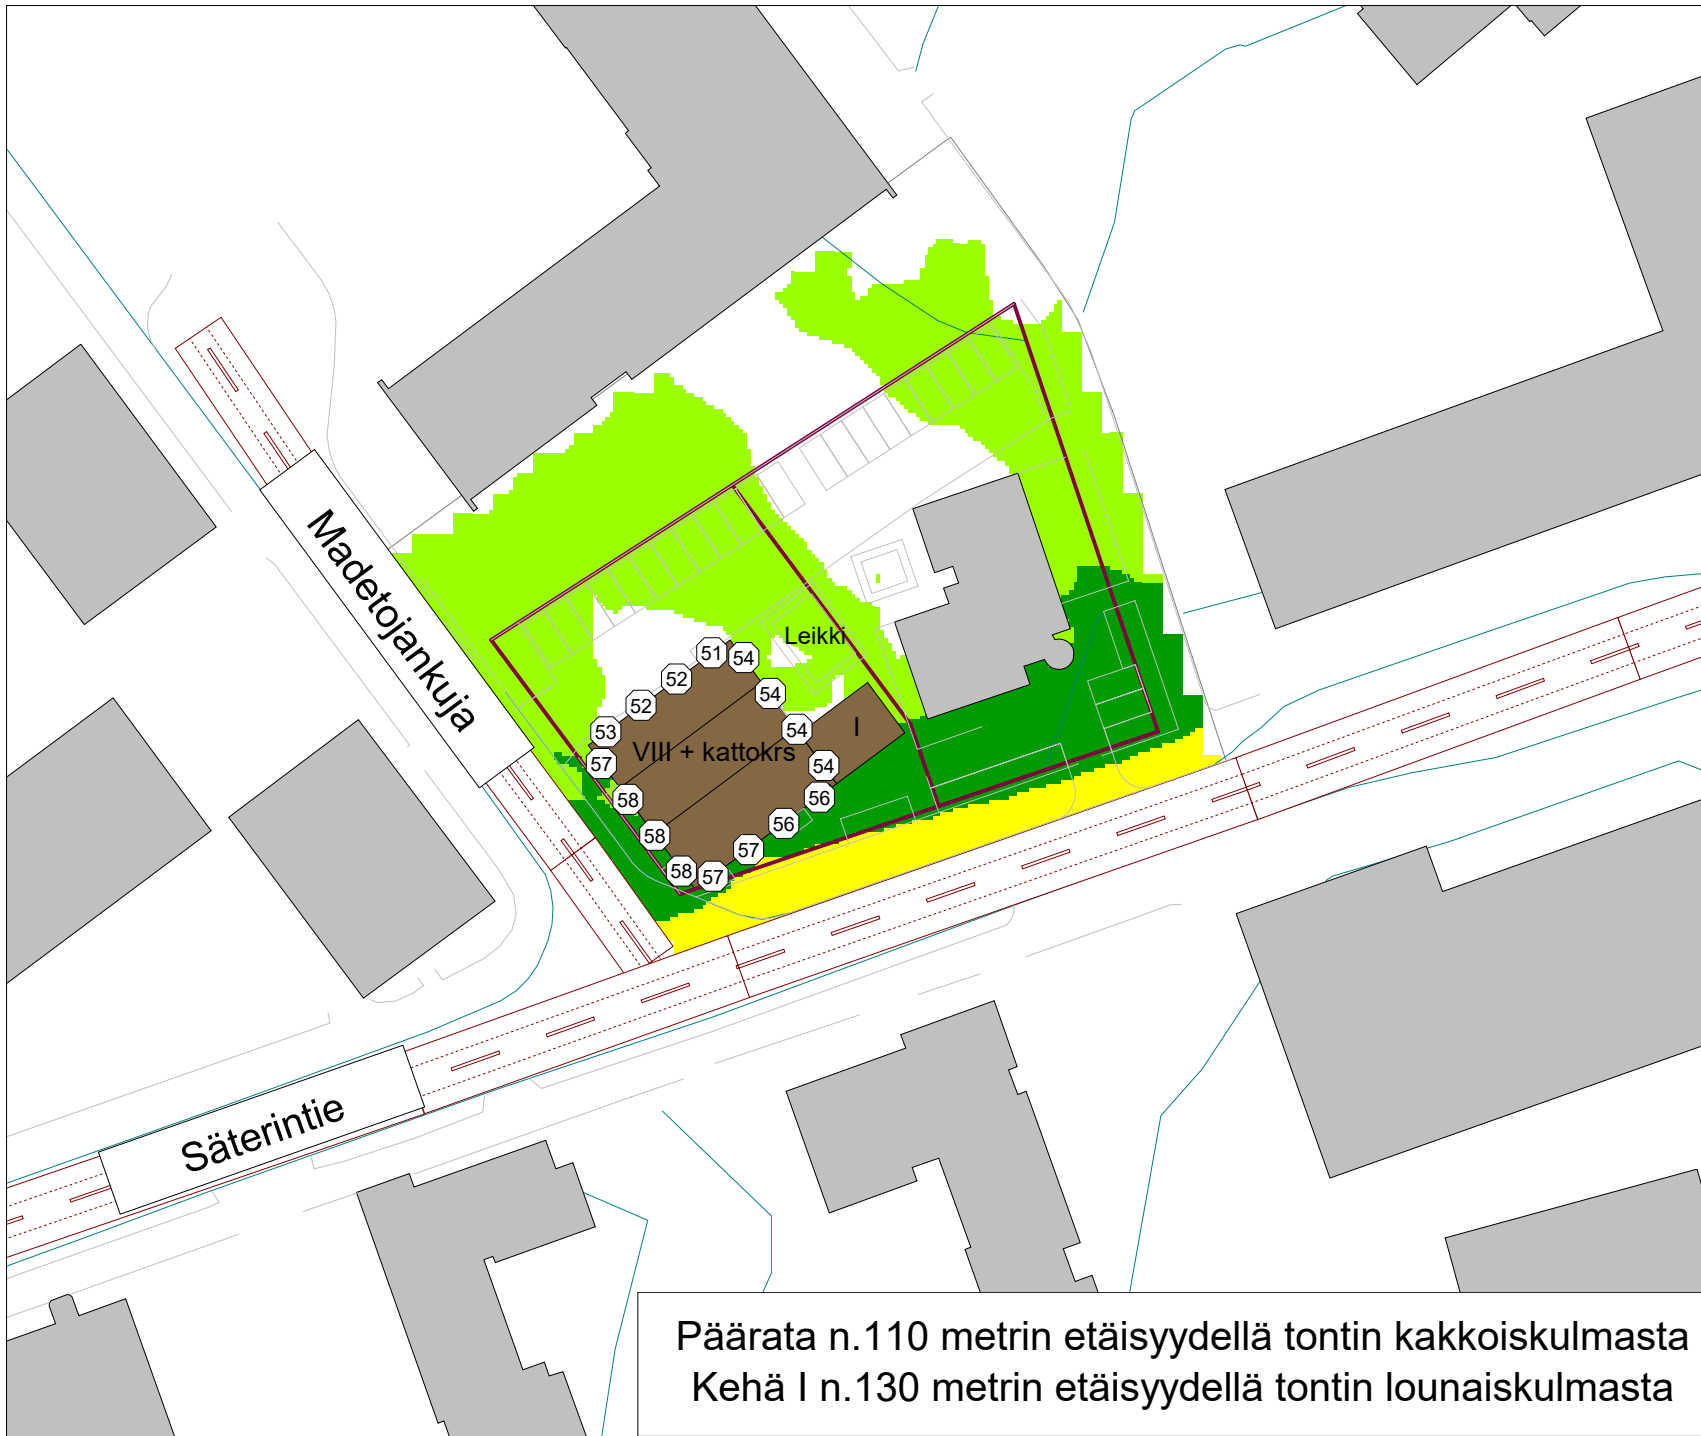 Madetojankuja
Leikki
51
54
52
54
52
53
54
I
VIII + kattokrs
57
54
58
56
56
58
57
58
57
Säterintie
Päärata n.110 metrin etäisyydellä tontin kakkoiskulmasta
Kehä I n.130 metrin etäisyydellä tontin lounaiskulmasta